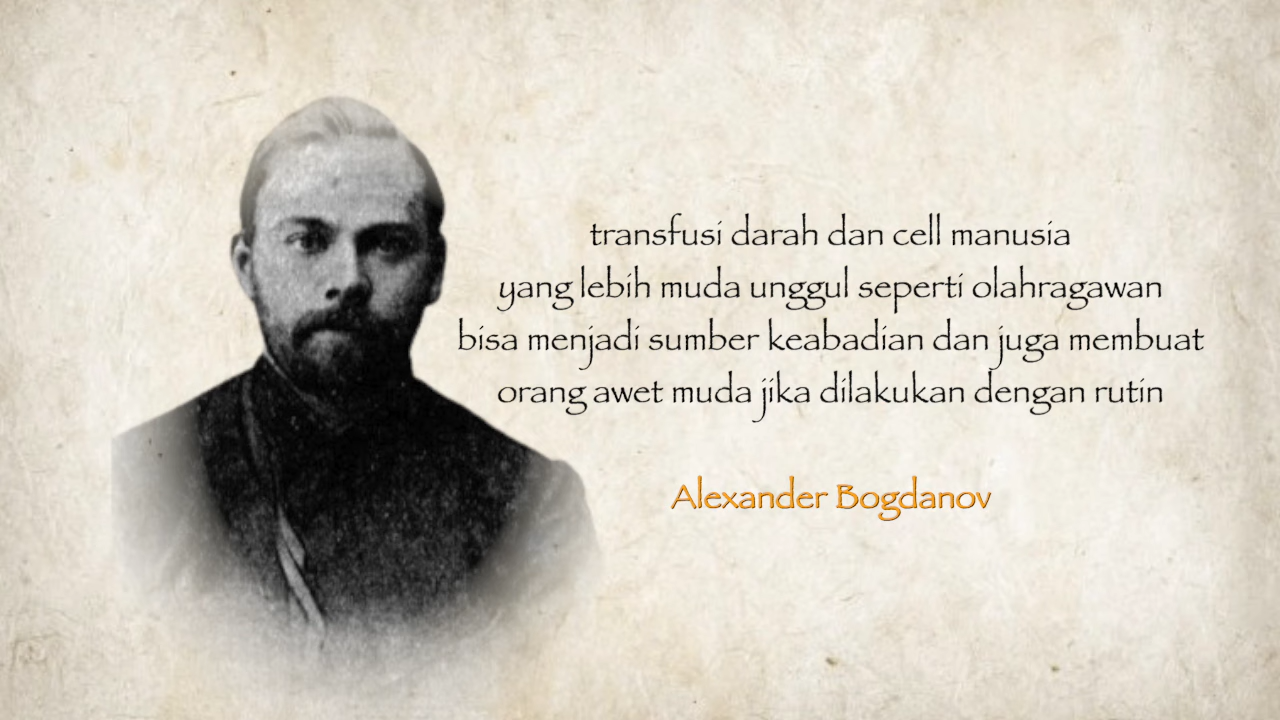 transfusi darah dan cell manusia
yang lebih muda unggul seperti olahragawan
bisa menjadi sumber keabadian dan juga membuat
orang awet muda jika dilakukan dengan rutin
Alexander Bogdanov